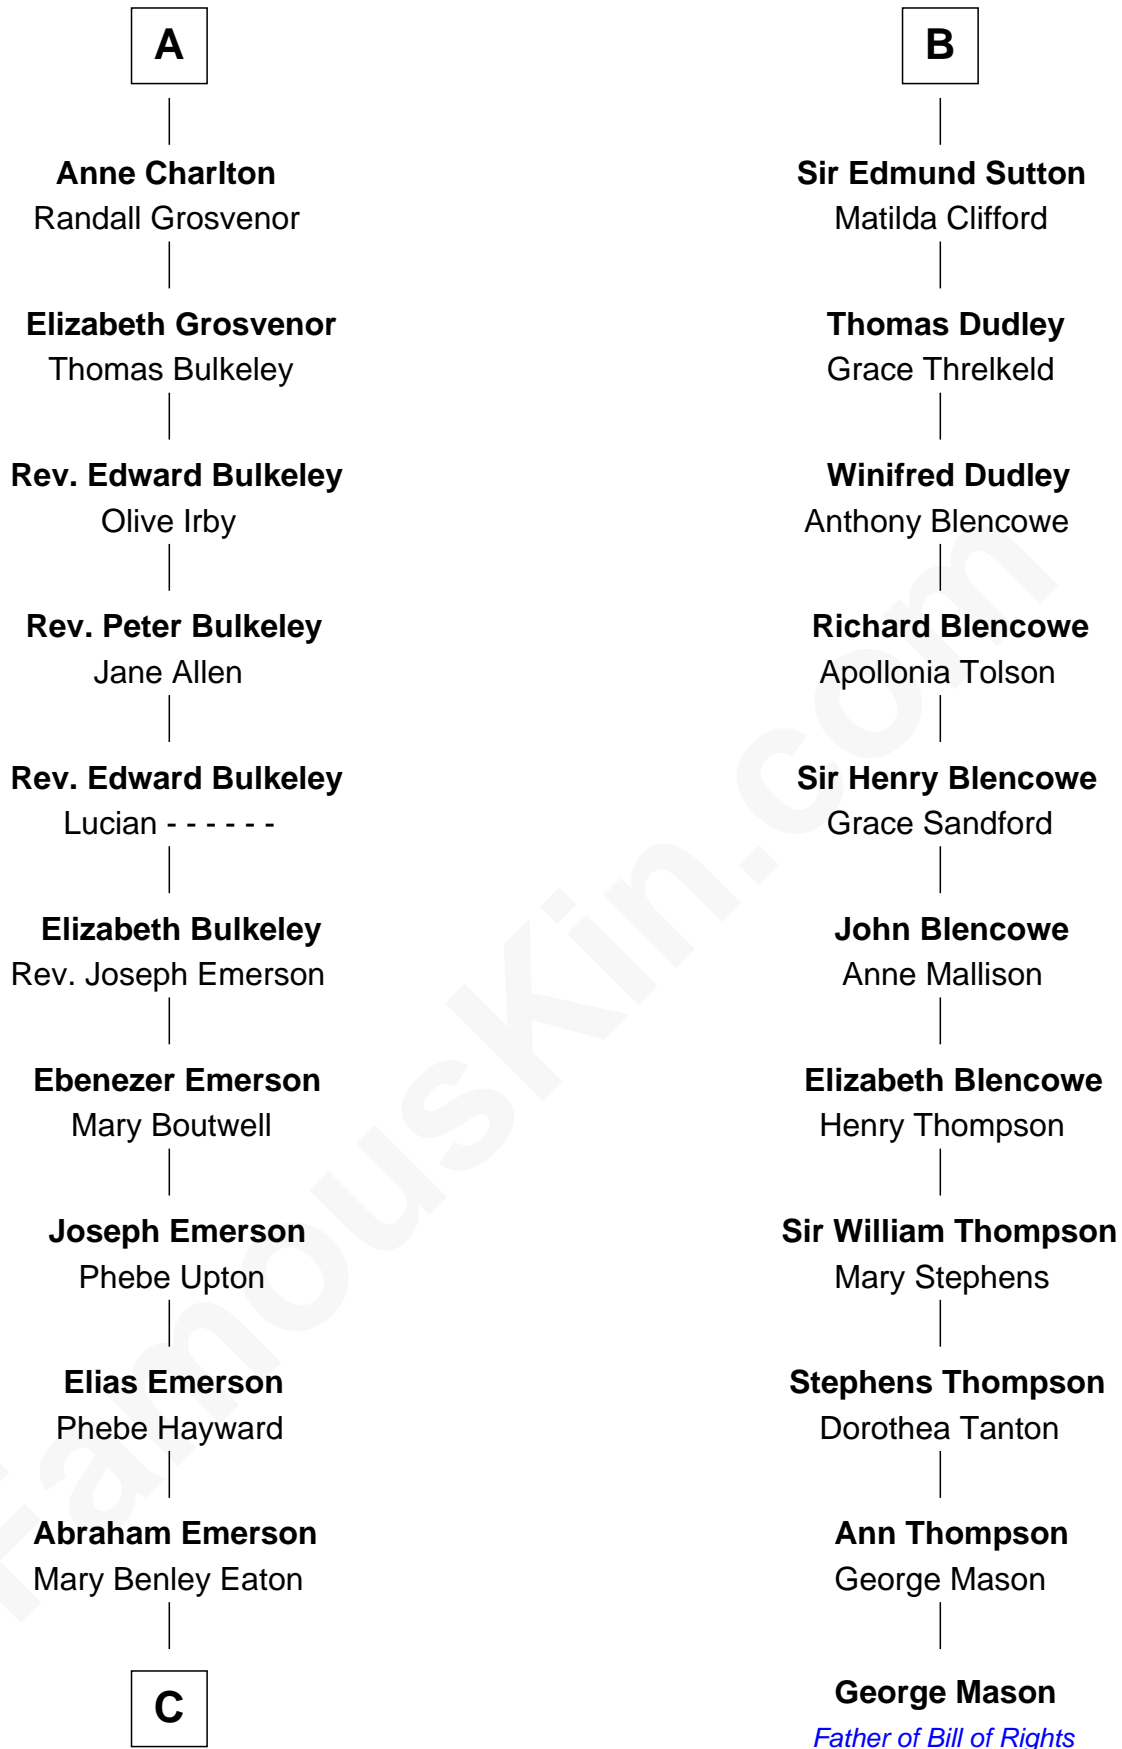 A
Anne Charlton
Randall Grosvenor
Elizabeth Grosvenor
Thomas Bulkeley
Rev. Edward Bulkeley
Olive Irby
Rev. Peter Bulkeley
Jane Allen
Rev. Edward Bulkeley
Lucian - - - - - -
Elizabeth Bulkeley
Rev. Joseph Emerson
Ebenezer Emerson
Mary Boutwell
Joseph Emerson
Phebe Upton
Elias Emerson
Phebe Hayward
Abraham Emerson
Mary Benley Eaton
C
B
Sir Edmund Sutton
Matilda Clifford
Thomas Dudley
Grace Threlkeld
Winifred Dudley
Anthony Blencowe
Richard Blencowe
Apollonia Tolson
Sir Henry Blencowe
Grace Sandford
John Blencowe
Anne Mallison
Elizabeth Blencowe
Henry Thompson
Sir William Thompson
Mary Stephens
Stephens Thompson
Dorothea Tanton
Ann Thompson
George Mason
George Mason
Father of Bill of Rights
FamousKin.com